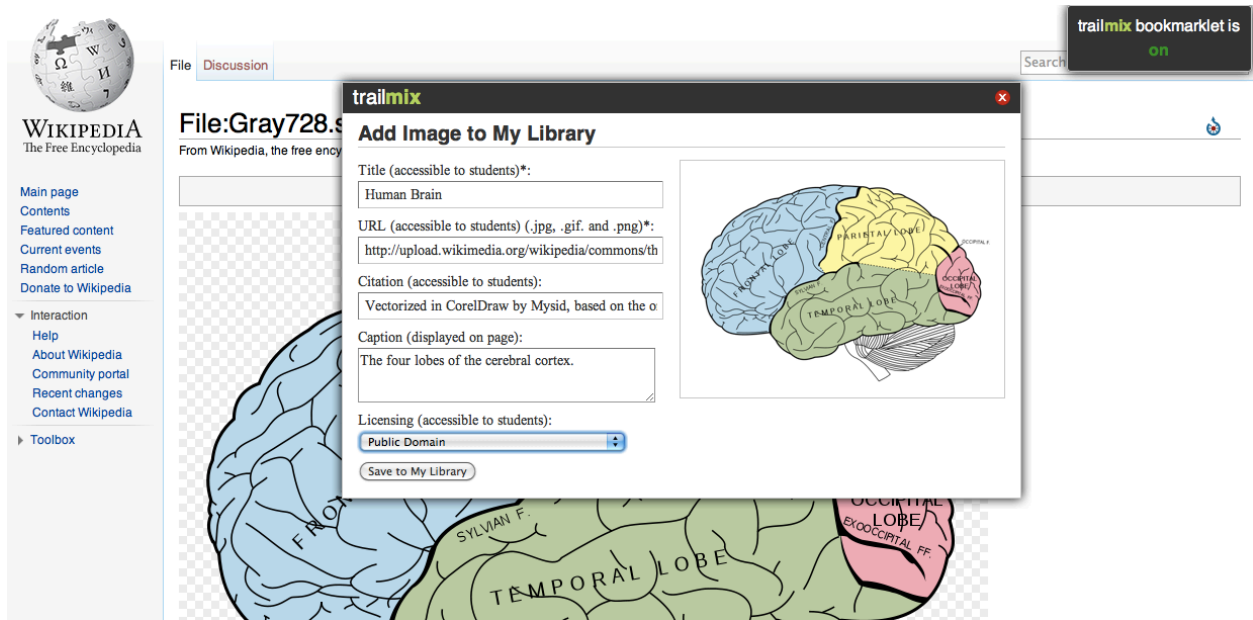 trailmix bookmarklet is
on
WIKIPEDIA
The Free Encyclopedia
File
Discussion
Search
File:Gray728.s
From Wikipedia, the free ency
Main page
Contents
Featured content
Current events
Random article
Donate to Wikipedia
Interaction
Help
About Wikipedia
Community portal
Recent changes
Contact Wikipedia
Toolbox
trailmix
Add Image to My Library
Title (accessible to students)*:
Human Brain
URL (accessible to students) (.jpg, .gif. and .png)*:
http://upload.wikimedia.org/wikipedia/commons/th
Citation (accessible to students):
Vectorized in CorelDraw by Mysid, based on the o
Caption (displayed on page):
The four lobes of the cerebral cortex.
Licensing (accessible to students):
Public Domain
Save to My Library
FRONTAL LOBE
PARIETAL LOBE
OCCIPITAL F.
OCCIPITAL
LOBE
SYLVIAN F.
TEMPORAL LOBE
FRON
SYLVIAN F.
TEMPORAL LOBE
OCCIPITAL
LOBE
EXOOCCIPITAL FF.